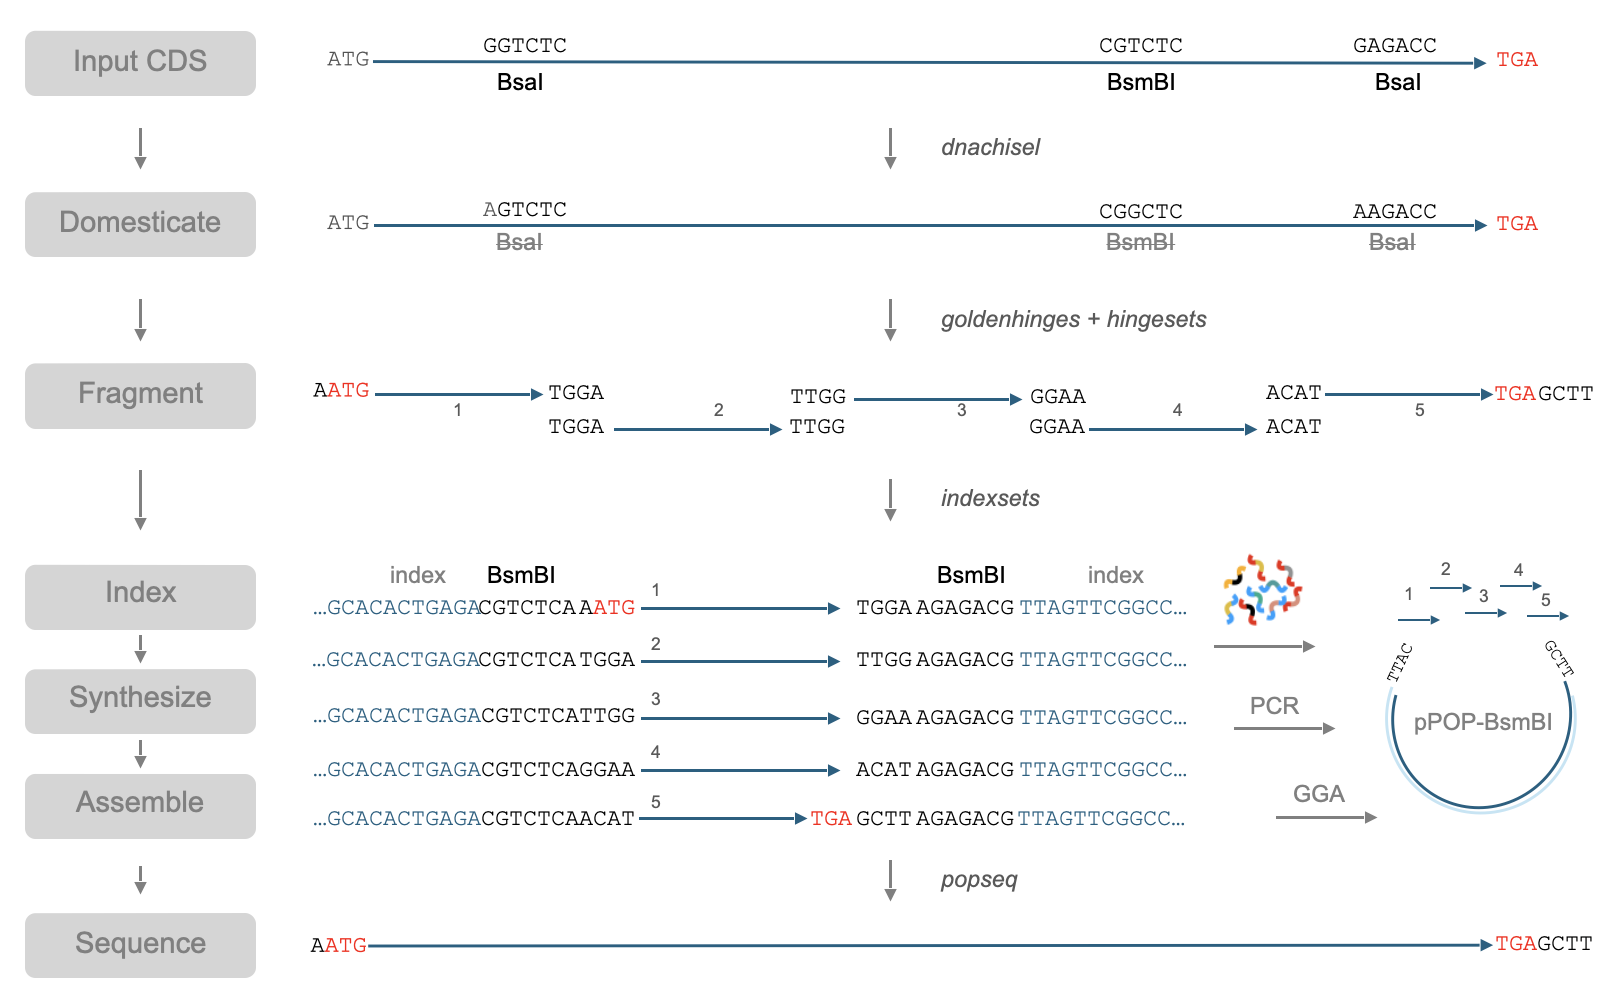 Input CDS
ATG GGTCTC CGTCTC GAGACC TGA
BsaI BsmBI BsaI
dnachisel
Domesticate
ATG AGTCTC CGGCTC AAGACC TGA
BsaI BsmBI BsaI
goldenhinges + hingesets
Fragment
AATG 1 TGGA
TGGA 2 TTGG
TTGG 3 GGAA
GGAA 4 ACAT
ACAT 5 TGAGCTT
indexsets
Index
index BsmBI BsmBI index
...GCACACTGAGACGTCTCAAATG 1 TGGA AGAGACG TTAGTTCGGCC...
...GCACACTGAGACGTCTCATGGA 2 TTGG AGAGACG TTAGTTCGGCC...
Synthesize
...GCACACTGAGACGTCTCATTGG 3 GGAA AGAGACG TTAGTTCGGCC...
...GCACACTGAGACGTCTCAGGAA 4 ACAT AGAGACG TTAGTTCGGCC...
Assemble
...GCACACTGAGACGTCTCAACAT 5 TGA GCTT AGAGACG TTAGTTCGGCC...
PCR
GGA
1 2 3 4 5
TTAC
GCTT
pPOP-BsmBI
popseq
Sequence
AATG TGAGCTT